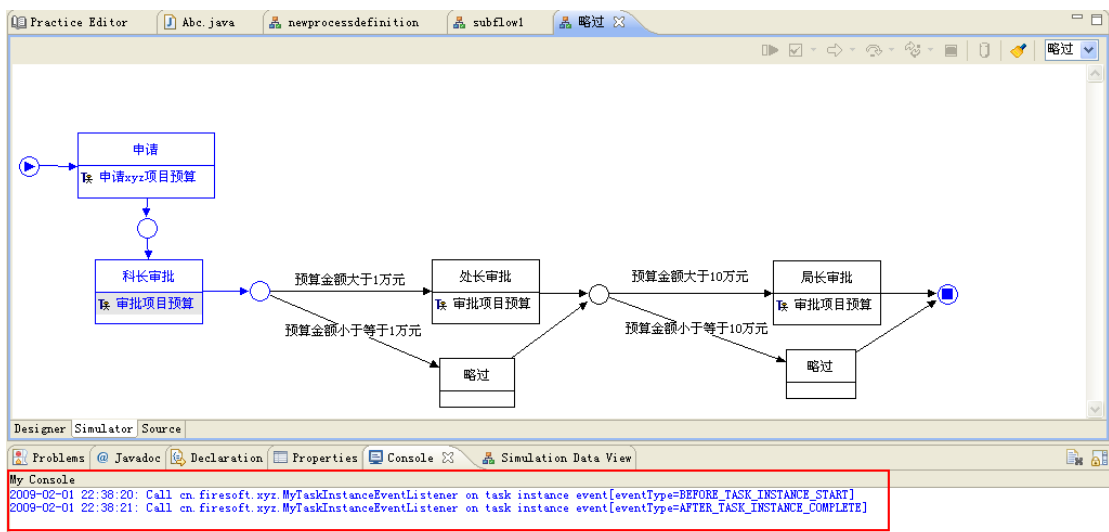 Practice Editor
Abc.java
newprocessdefinition
subflow1
略过
略过
申请
申请xyz项目预算
科长审批
审批项目预算
预算金额大于1万元
预算金额小于等于1万元
处长审批
审批项目预算
略过
预算金额大于10万元
预算金额小于等于10万元
局长审批
审批项目预算
略过
Designer Simulator Source
Problems @ Javadoc Declaration Properties Console Simulation Data View
My Console
2009-02-01 22:38:20: Call cn.firesoft.xyz.MyTaskInstanceEventListener on task instance event[eventType=BEFORE_TASK_INSTANCE_START]
2009-02-01 22:38:21: Call cn.firesoft.xyz.MyTaskInstanceEventListener on task instance event[eventType=AFTER_TASK_INSTANCE_COMPLETE]